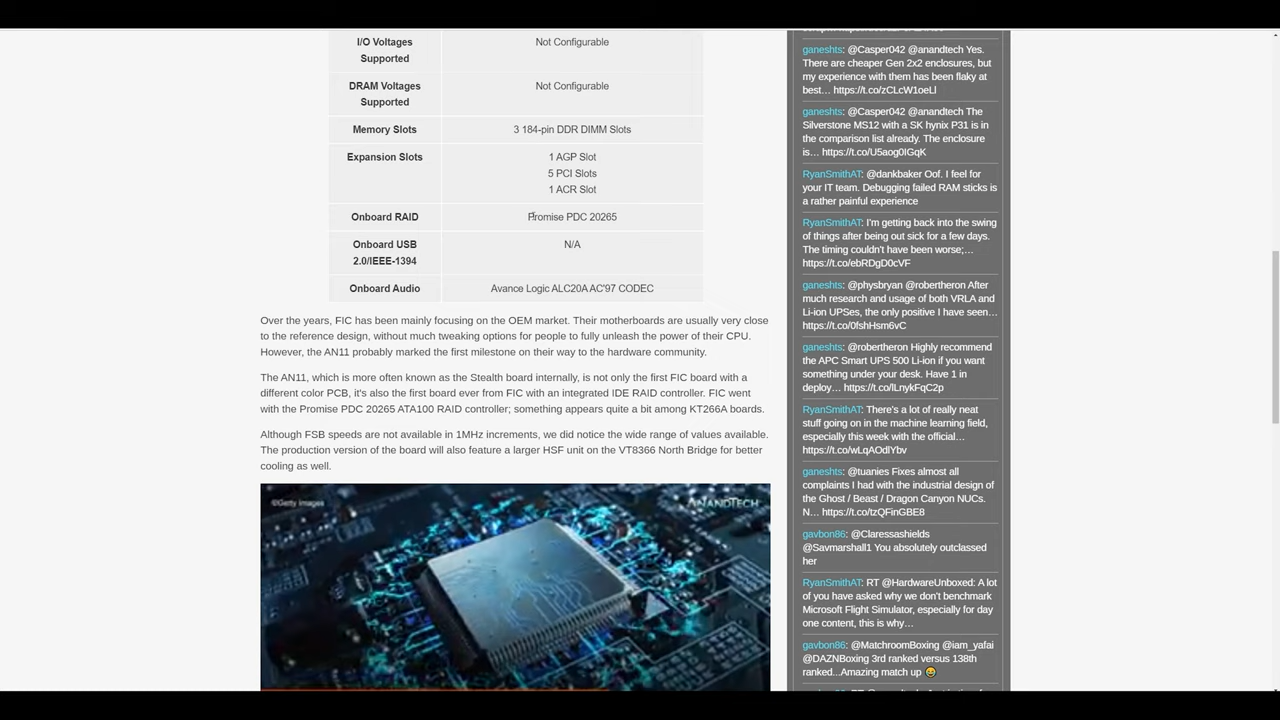 I/O Voltages
Supported
Not Configurable
DRAM Voltages
Supported
Not Configurable
Memory Slots
3 184-pin DDR DIMM Slots
Expansion Slots
1 AGP Slot
5 PCI Slots
1 ACR Slot
Onboard RAID
Promise PDC 20265
Onboard USB
2.0/IEEE-1394
N/A
Onboard Audio
Avance Logic ALC20A AC'97 CODEC
Over the years, FIC has been mainly focusing on the OEM market. Their motherboards are usually very close
to the reference design, without much tweaking options for people to fully unleash the power of their CPU.
However, the AN11 probably marked the first milestone on their way to the hardware community.
The AN11, which is more often known as the Stealth board internally, is not only the first FIC board with a
different color PCB, it's also the first board ever from FIC with an integrated IDE RAID controller. FIC went
with the Promise PDC 20265 ATA100 RAID controller; something appears quite a bit among KT266A boards.
Although FSB speeds are not available in 1MHz increments, we did notice the wide range of values available.
The production version of the board will also feature a larger HSF unit on the VT8366 North Bridge for better
cooling as well.
©Getty Images
ANANDTECH
ganeshts: @Casper042 @anandtech Yes.
There are cheaper Gen 2x2 enclosures, but
my experience with them has been flaky at
best… https://t.co/zCLcW1oeLl
ganeshts: @Casper042 @anandtech The
Silverstone MS12 with a SK hynix P31 is in
the comparison list already. The enclosure
is… https://t.co/U5aog0IGqK
RyanSmithAT: @dankbaker Oof. I feel for
your IT team. Debugging failed RAM sticks is
a rather painful experience
RyanSmithAT: I'm getting back into the swing
of things after being out sick for a few days.
The timing couldn't have been worse;…
https://t.co/ebRDgD0cVF
ganeshts: @physbryan @robertheron After
much research and usage of both VRLA and
Li-ion UPSes, the only positive I have seen…
https://t.co/0fshHsm6vC
ganeshts: @robertheron Highly recommend
the APC Smart UPS 500 Li-ion if you want
something under your desk. Have 1 in
deploy… https://t.co/lLnykFqC2p
RyanSmithAT: There's a lot of really neat
stuff going on in the machine learning field,
especially this week with the official…
https://t.co/wLqAOdlYbv
ganeshts: @tuanies Fixes almost all
complaints I had with the industrial design of
the Ghost / Beast / Dragon Canyon NUCs.
N… https://t.co/tzQFinGBE8
gavbon86: @Claressashields
@Savmarshall1 You absolutely outclassed
her
RyanSmithAT: RT @HardwareUnboxed: A lot
of you have asked why we don't benchmark
Microsoft Flight Simulator, especially for day
one content, this is why…
gavbon86: @MatchroomBoxing @iam_yafai
@DAZNBoxing 3rd ranked versus 138th
ranked...Amazing match up 😂